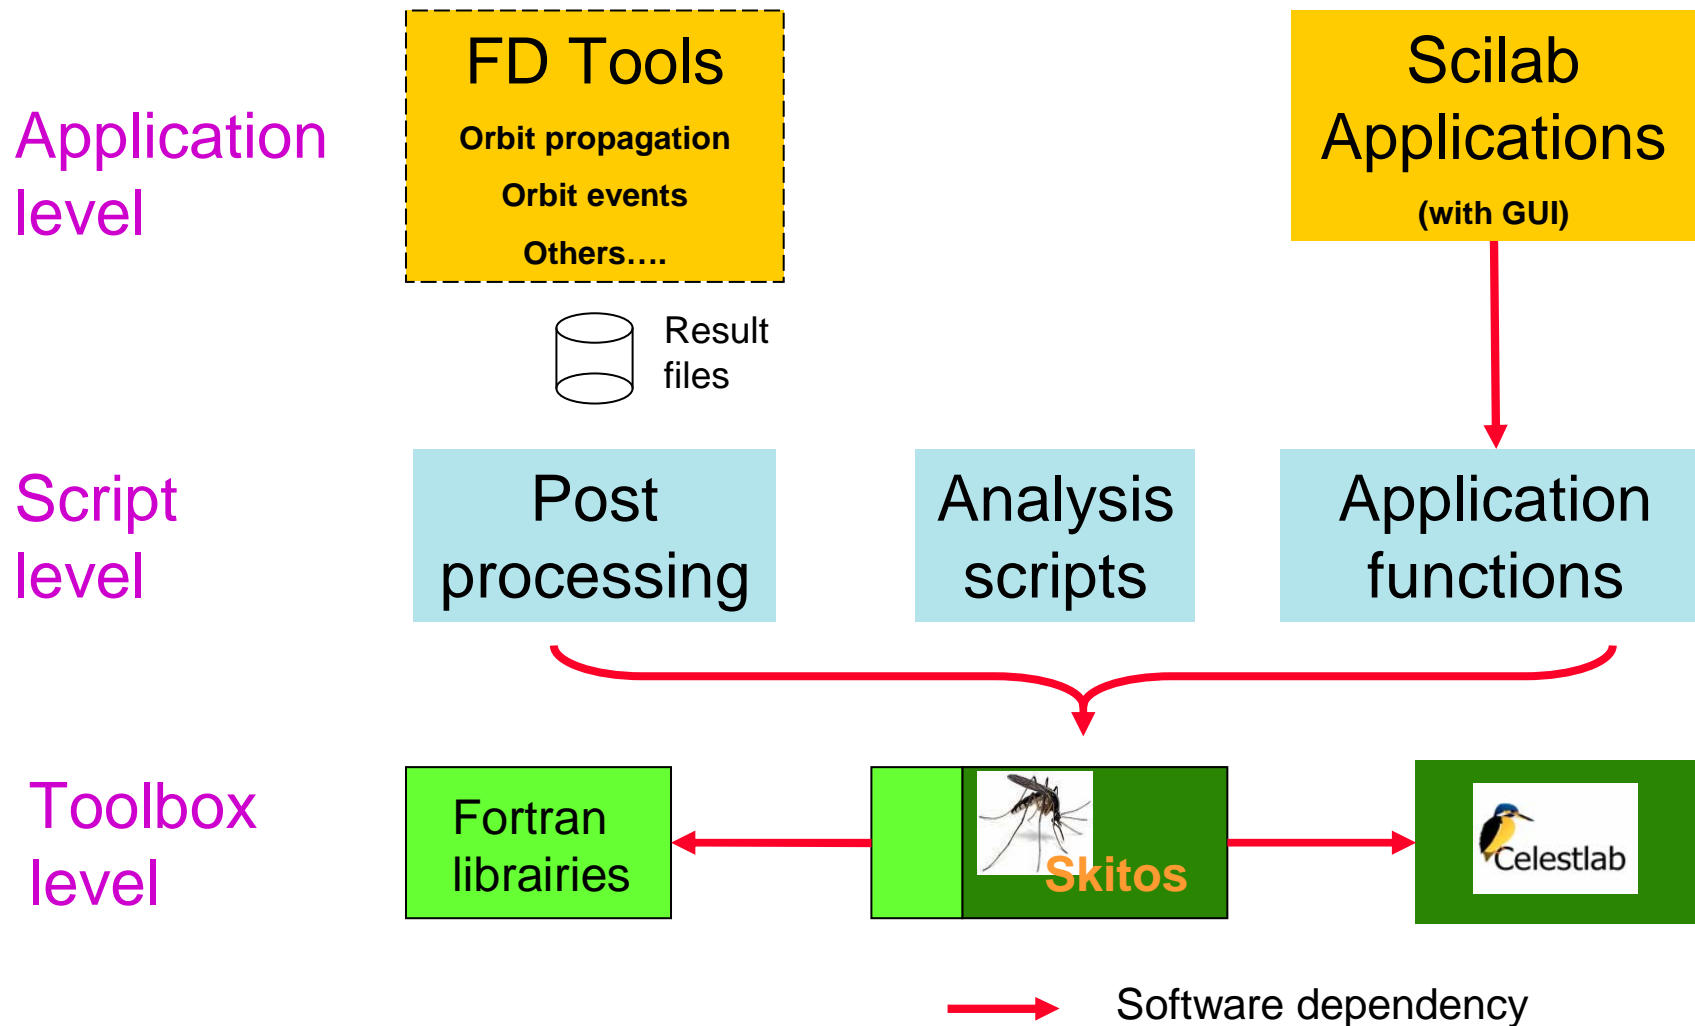 Application
level
FD Tools
Orbit propagation
Orbit events
Others....
Scilab
Applications
(with GUI)
Result
files
Script
level
Post
processing
Analysis
scripts
Application
functions
Toolbox
level
Fortran
librairies
Skitos
Celestlab
Software dependency